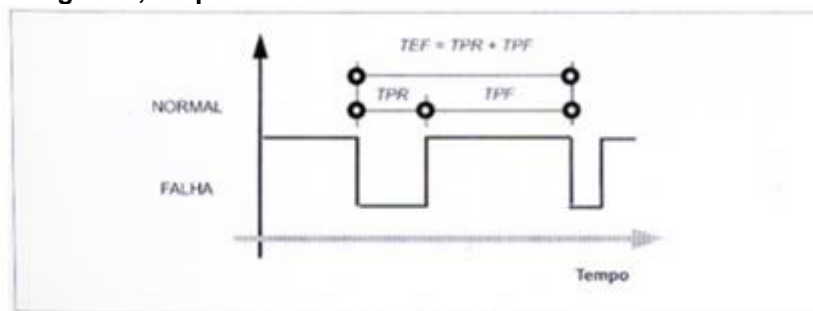 TEF = TPR + TPF
TPR TPF
NORMAL
FALHA
Tempo